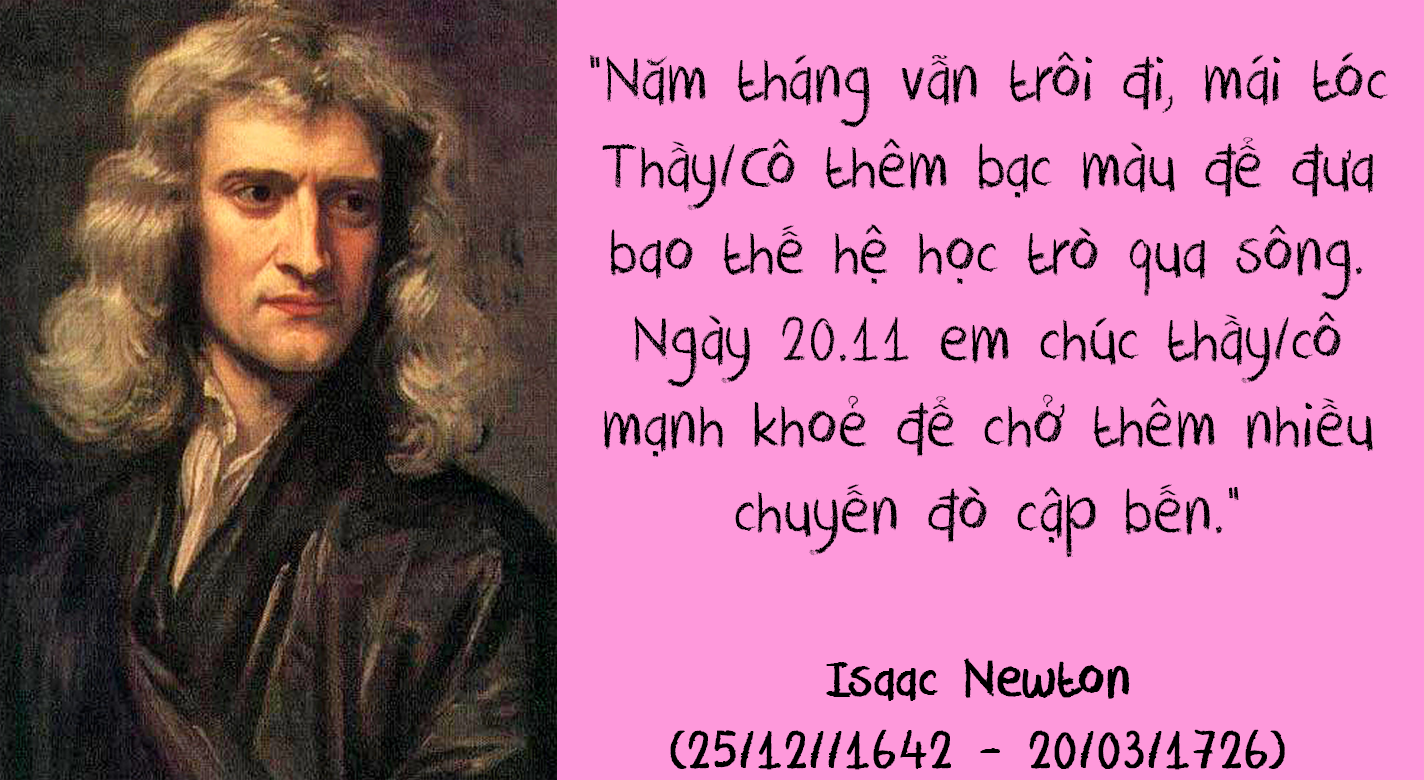 "Năm tháng vẫn trôi đi, mái tóc
Thầy/Cô thêm bạc màu để đưa
bao thế hệ học trò qua sông.
Ngày 20.11 em chúc thầy/cô
mạnh khoẻ để chở thêm nhiều
chuyến đò cập bến."
Isaac Newton
(25/12//1642 - 20/03/1726)